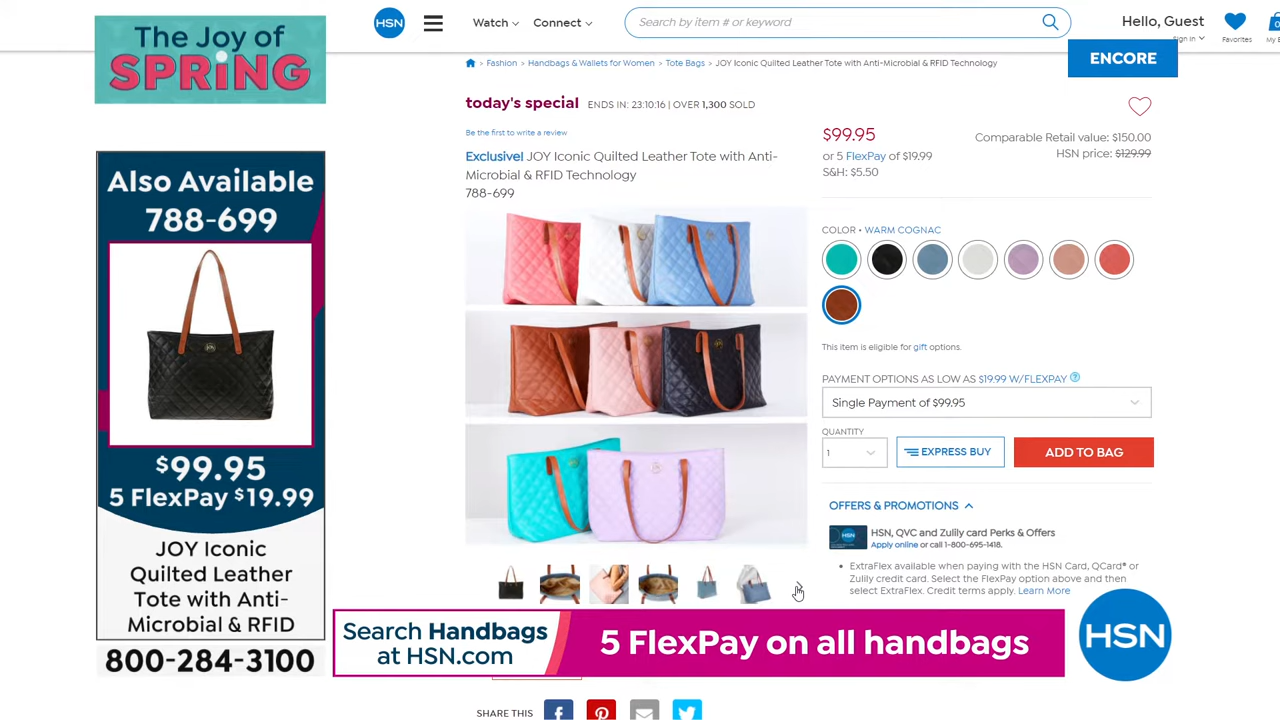 The Joy of
SPRiNG
HSN
Watch
Connect
Search by item # or keyword
Hello, Guest
Sign In
Favorites
0
ENCORE
> Fashion > Handbags & Wallets for Women > Tote Bags > JOY Iconic Quilted Leather Tote with Anti-Microbial & RFID Technology
today's special ENDS IN: 23:10:16 | OVER 1,300 SOLD
Be the first to write a review
Exclusive! JOY Iconic Quilted Leather Tote with Anti-
Microbial & RFID Technology
788-699
$99.95
or 5 FlexPay of $19.99
S&H: $5.50
Comparable Retail value: $150.00
HSN price: $129.99
COLOR • WARM COGNAC
This item is eligible for gift options.
PAYMENT OPTIONS AS LOW AS $19.99 W/FLEXPAY ?
Single Payment of $99.95
QUANTITY
1
EXPRESS BUY
ADD TO BAG
OFFERS & PROMOTIONS
HSN, QVC and Zulily card Perks & Offers
Apply online or call 1-800-695-1418.
• ExtraFlex available when paying with the HSN Card, QCard® or
Zulily credit card. Select the FlexPay option above and then
select ExtraFlex. Credit terms apply. Learn More
Also Available
788-699
$99.95
5 FlexPay $19.99
JOY Iconic
Quilted Leather
Tote with Anti-
Microbial & RFID
800-284-3100
Search Handbags
at HSN.com
5 FlexPay on all handbags
HSN
SHARE THIS